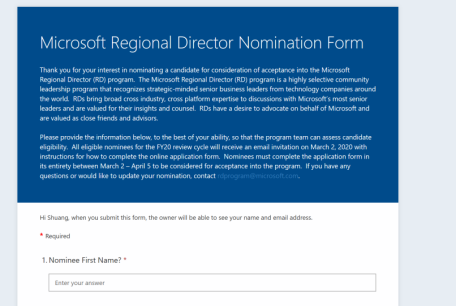 Microsoft Regional Director Nomination Form
Thank you for your interest in nominating a candidate for consideration of acceptance into the Microsoft
Regional Director (RD) program. The Microsoft Regional Director (RD) program is a highly selective community
leadership program that recognizes strategic-minded senior business leaders from technology companies around
the world. RDs bring broad cross industry, cross platform expertise to discussions with Microsoft's most senior
leaders and are valued for their insights and counsel. RDs have a desire to advocate on behalf of Microsoft and
are valued as close friends and advisors.
Please provide the information below, to the best of your ability, so that the program team can assess candidate
eligibility. All eligible nominees for the FY20 review cycle will receive an email invitation on March 2, 2020 with
instructions for how to complete the online application form. Nominees must complete the application form in
its entirety between March 2 – April 5 to be considered for acceptance into the program. If you have any
questions or would like to update your nomination, contact rdprogram@microsoft.com.
Hi Shuang, when you submit this form, the owner will be able to see your name and email address.
* Required
1. Nominee First Name? *
Enter your answer